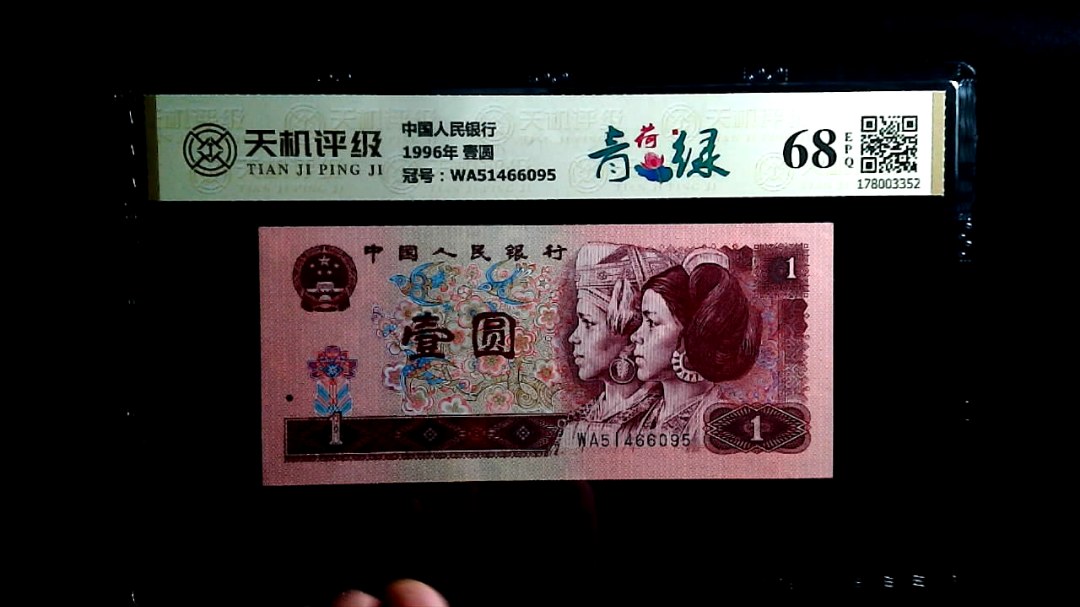 天机评级
TIAN JI PING JI
中国人民银行
1996年 壹圆
冠号：WA51466095
青荷绿
68
EPQ
178003352
中国人民银行
1
壹圆
WA51466095
1